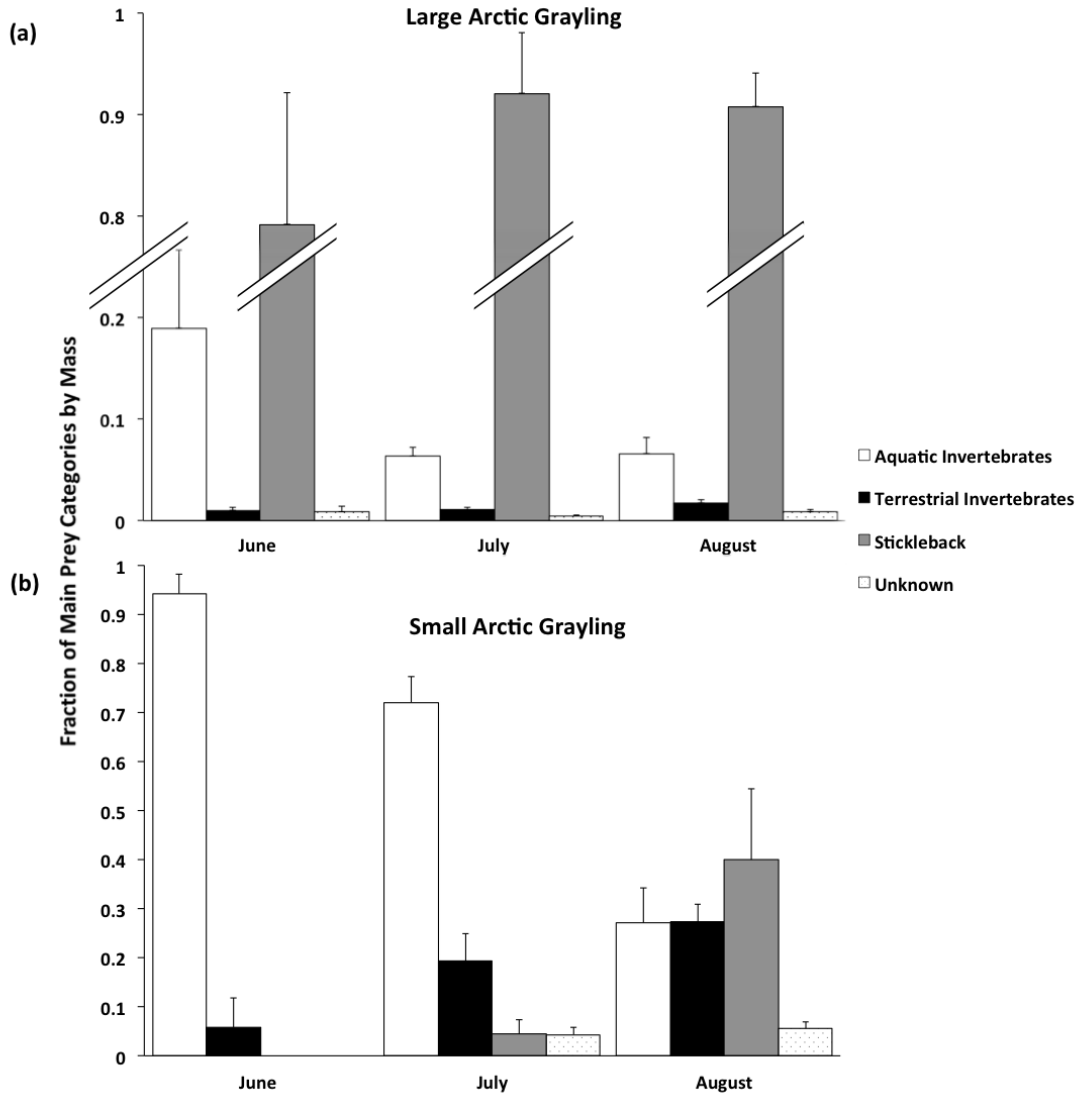 (a)
Large Arctic Grayling
1
0.9
0.8
0.2
0.1
0
June July August
Fraction of Main Prey Categories by Mass
Aquatic Invertebrates
Terrestrial Invertebrates
Stickleback
Unknown
(b)
Small Arctic Grayling
1
0.9
0.8
0.7
0.6
0.5
0.4
0.3
0.2
0.1
0
June July August